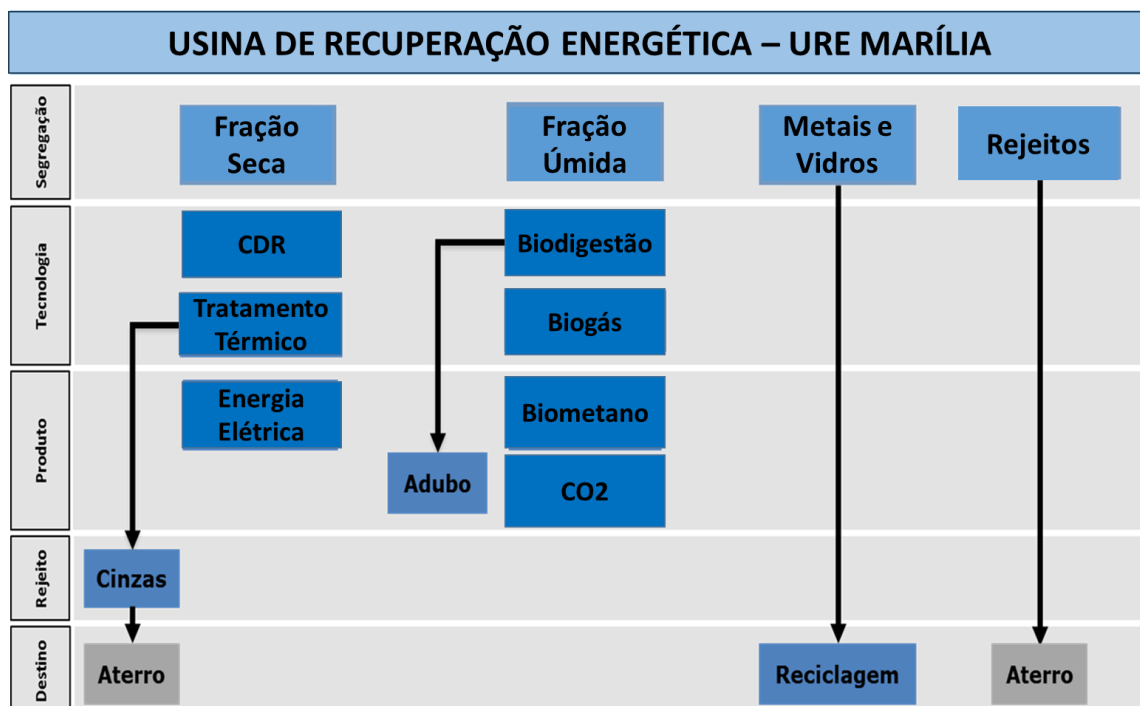 USINA DE RECUPERAÇÃO ENERGÉTICA – URE MARÍLIA
Segregação
Fração
Seca
Fração
Úmida
Metais e
Vidros
Rejeitos
Tecnologia
CDR
Biodigestão
Tratamento
Térmico
Biogás
Produto
Energia
Elétrica
Biometano
Adubo
CO2
Rejeito
Cinzas
Destino
Aterro
Reciclagem
Aterro